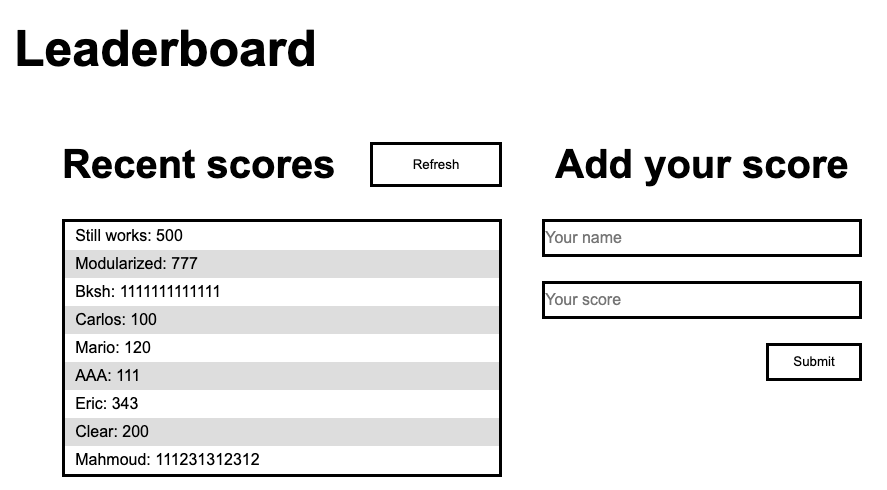 Leaderboard
Recent scores
Refresh
Still works: 500
Modularized: 777
Bksh: 1111111111111
Carlos: 100
Mario: 120
AAA: 111
Eric: 343
Clear: 200
Mahmoud: 111231312312
Add your score
Your name
Your score
Submit